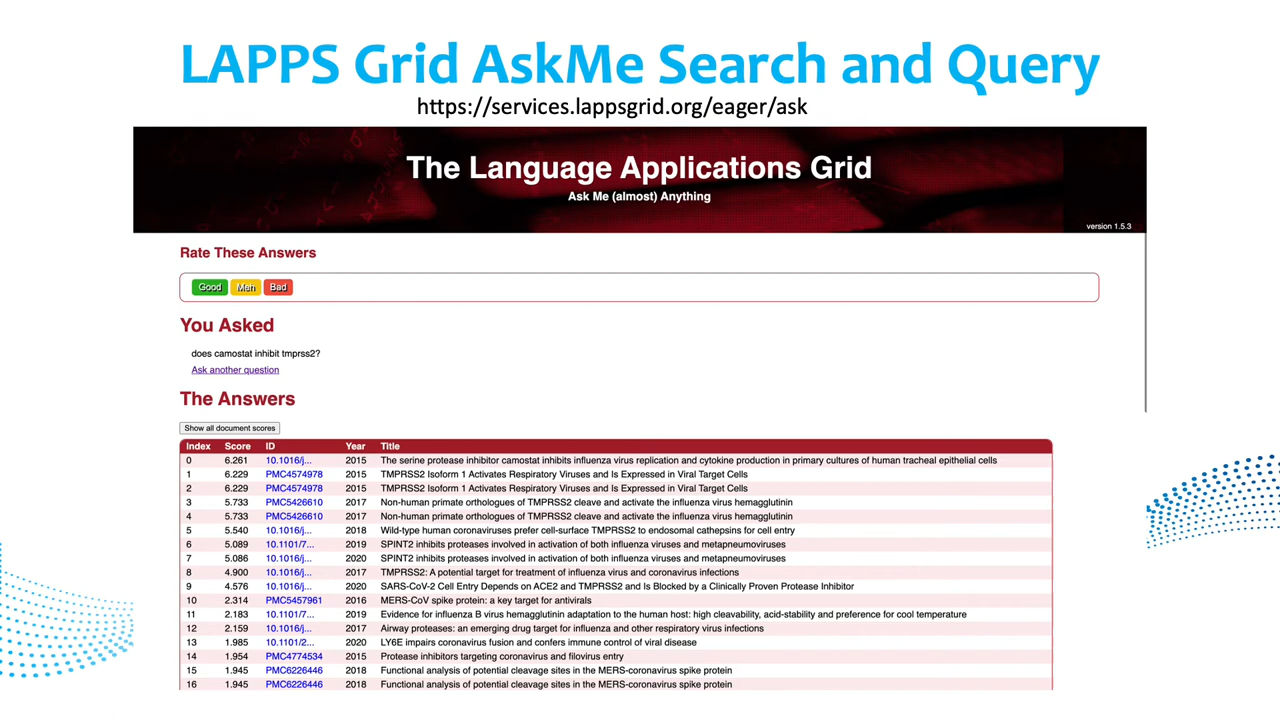 LAPPS Grid AskMe Search and Query
https://services.lappsgrid.org/eager/ask
The Language Applications Grid
Ask Me (almost) Anything
version 1.5.3
Rate These Answers
Good Meh Bad
You Asked
does camostat inhibit tmprss2?
Ask another question
The Answers
Show all document scores
Index Score ID Year Title
0 6.261 10.1016/j... 2015 The serine protease inhibitor camostat inhibits influenza virus replication and cytokine production in primary cultures of human tracheal epithelial cells
1 6.229 PMC4574978 2015 TMPRSS2 Isoform 1 Activates Respiratory Viruses and Is Expressed in Viral Target Cells
2 6.229 PMC4574978 2015 TMPRSS2 Isoform 1 Activates Respiratory Viruses and Is Expressed in Viral Target Cells
3 5.733 PMC5426610 2017 Non-human primate orthologues of TMPRSS2 cleave and activate the influenza virus hemagglutinin
4 5.733 PMC5426610 2017 Non-human primate orthologues of TMPRSS2 cleave and activate the influenza virus hemagglutinin
5 5.540 10.1016/j... 2018 Wild-type human coronaviruses prefer cell-surface TMPRSS2 to endosomal cathepsins for cell entry
6 5.089 10.1101/7... 2019 SPINT2 inhibits proteases involved in activation of both influenza viruses and metapneumoviruses
7 5.086 10.1016/j... 2020 SPINT2 inhibits proteases involved in activation of both influenza viruses and metapneumoviruses
8 4.900 10.1016/j... 2017 TMPRSS2: A potential target for treatment of influenza virus and coronavirus infections
9 4.576 10.1016/j... 2020 SARS-CoV-2 Cell Entry Depends on ACE2 and TMPRSS2 and Is Blocked by a Clinically Proven Protease Inhibitor
10 2.314 PMC5457961 2016 MERS-CoV spike protein: a key target for antivirals
11 2.183 10.1101/7... 2019 Evidence for influenza B virus hemagglutinin adaptation to the human host: high cleavability, acid-stability and preference for cool temperature
12 2.159 10.1016/j... 2017 Airway proteases: an emerging drug target for influenza and other respiratory virus infections
13 1.985 10.1101/2... 2020 LY6E impairs coronavirus fusion and confers immune control of viral disease
14 1.954 PMC4774534 2015 Protease inhibitors targeting coronavirus and filovirus entry
15 1.945 PMC6226446 2018 Functional analysis of potential cleavage sites in the MERS-coronavirus spike protein
16 1.945 PMC6226446 2018 Functional analysis of potential cleavage sites in the MERS-coronavirus spike protein